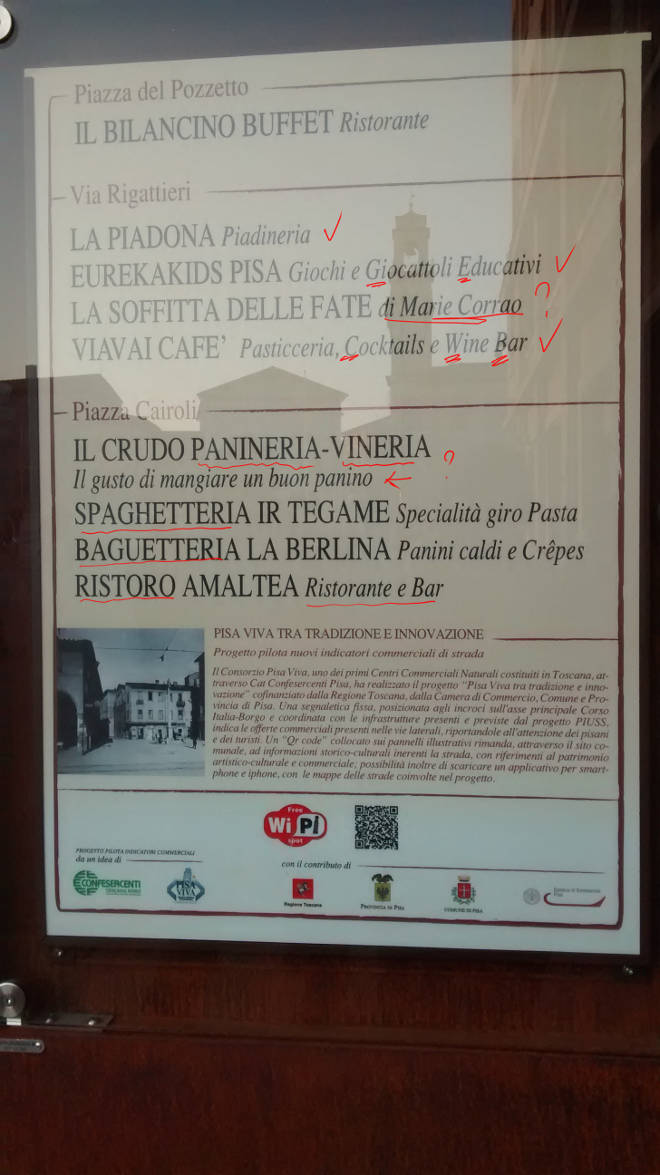 Piazza del Pozzetto
IL BILANCINO BUFFET Ristorante
Via Rigattieri
LA PIADONA Piadineria
EUREKAKIDS PISA Giochi e Giocattoli Educativi
LA SOFFITTA DELLE FATE di Marie Corrao ?
VIAVAI CAFE' Pasticceria, Cocktails e Wine Bar
Piazza Cairoli
IL CRUDO PANINERIA-VINERIA
Il gusto di mangiare un buon panino ← ?
SPAGHETTERIA IR TEGAME Specialità giro Pasta
BAGUETTERIA LA BERLINA Panini caldi e Crêpes
RISTORO AMALTEA Ristorante e Bar
PISA VIVA TRA TRADIZIONE E INNOVAZIONE
Progetto pilota nuovi indicatori commerciali di strada
Il Consorzio Pisa Viva, uno dei primi Centri Commerciali Naturali costituiti in Toscana, at-
traverso Cat Confesercenti Pisa, ha realizzato il progetto "Pisa Viva tra tradizione e inno-
vazione" cofinanziato dalla Regione Toscana, dalla Camera di Commercio, Comune e Pro-
vincia di Pisa. Una segnaletica fissa, posizionata agli incroci sull'asse principale Corso
Italia-Borgo e coordinata con le infrastrutture presenti e previste dal progetto PIUSS,
indica le offerte commerciali presenti nelle vie laterali, riportandole all'attenzione dei pisani
e dei turisti. Un "Qr code" collocato sui pannelli illustrativi rimanda, attraverso il sito co-
munale, ad informazioni storico-culturali inerenti la strada, con riferimenti al patrimonio
artistico-culturale e commerciale; possibilità inoltre di scaricare un applicativo per smart-
phone e iphone, con le mappe delle strade coinvolte nel progetto.
Free
Wi Pi
spot
PROGETTO PILOTA INDICATORI COMMERCIALI
da un idea di
con il contributo di
CONFESERCENTI
TOSCANA NORD
PISA
VIVA
Regione Toscana
PROVINCIA DI PISA
COMUNE DI PISA
Camera di Commercio
Pisa